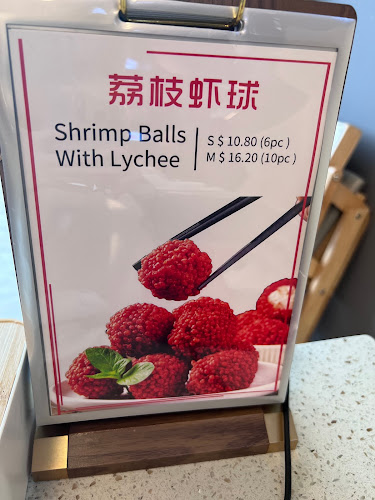 荔枝虾球
Shrimp Balls
With Lychee
S $ 10.80 (6pc )
M $ 16.20 (10pc )